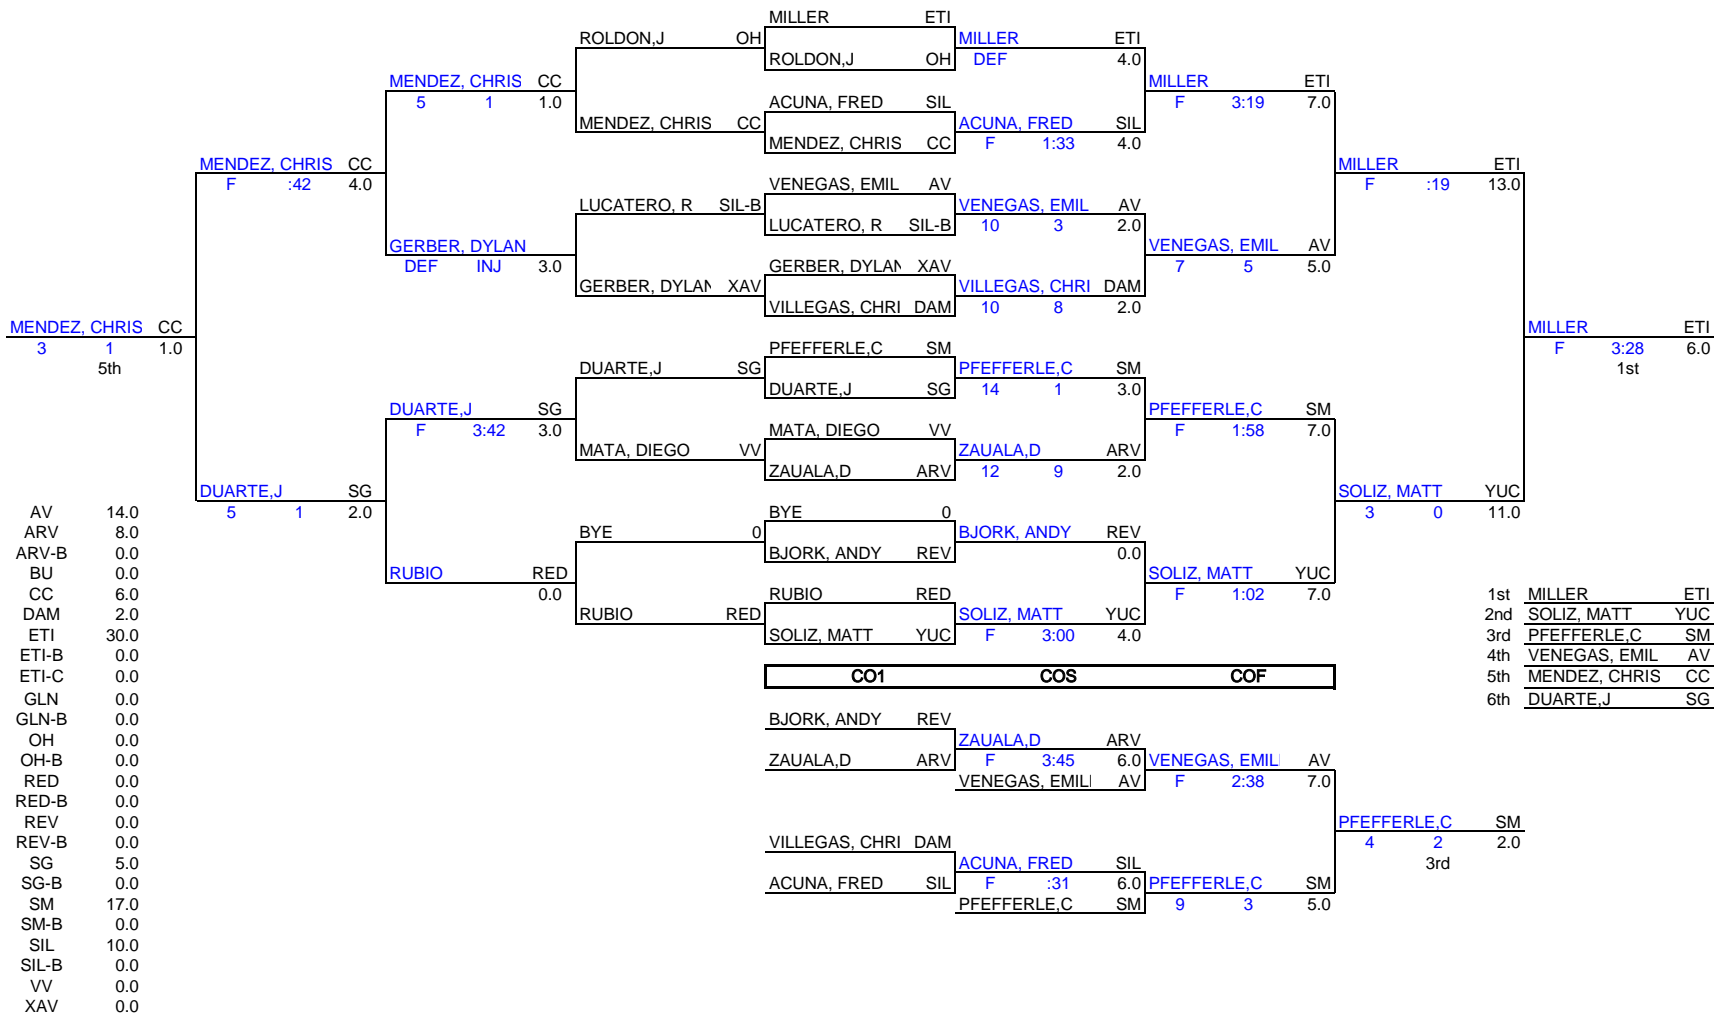 MILLER ETI
ROLDON,J OH MILLER ETI
ROLDON,J OH DEF 4.0
MENDEZ, CHRIS CC MILLER ETI
5 1 1.0 ACUNA, FRED SIL F 3:19 7.0
MENDEZ, CHRIS CC ACUNA, FRED SIL
MENDEZ, CHRIS CC F 1:33 4.0
MENDEZ, CHRIS CC MILLER ETI
F :42 4.0 VENEGAS, EMIL AV F :19 13.0
LUCATERO, R SIL-B VENEGAS, EMIL AV
LUCATERO, R SIL-B 10 3 2.0
GERBER, DYLAN VENEGAS, EMIL AV
DEF INJ 3.0 GERBER, DYLAN XAV 7 5 5.0
GERBER, DYLAN XAV VILLEGAS, CHRI DAM
VILLEGAS, CHRI DAM 10 8 2.0
MENDEZ, CHRIS CC MILLER ETI
3 1 1.0 PFEFFERLE,C SM F 3:28 6.0
5th DUARTE,J SG PFEFFERLE,C SM 1st
DUARTE,J SG 14 1 3.0
DUARTE,J SG PFEFFERLE,C SM
F 3:42 3.0 MATA, DIEGO VV F 1:58 7.0
MATA, DIEGO VV ZAUALA,D ARV
ZAUALA,D ARV 12 9 2.0
DUARTE,J SG SOLIZ, MATT YUC
AV 14.0 5 1 2.0 BYE 0 3 0 11.0
ARV 8.0 BYE 0 BJORK, ANDY REV
ARV-B 0.0 BJORK, ANDY REV 0.0
BU 0.0 RUBIO RED SOLIZ, MATT YUC
CC 6.0 0.0 RUBIO RED F 1:02 7.0 1st MILLER ETI
DAM 2.0 RUBIO RED SOLIZ, MATT YUC 2nd SOLIZ, MATT YUC
ETI 30.0 SOLIZ, MATT YUC F 3:00 4.0 3rd PFEFFERLE,C SM
ETI-B 0.0 4th VENEGAS, EMIL AV
ETI-C 0.0 CO1 COS COF 5th MENDEZ, CHRIS CC
GLN 0.0 6th DUARTE,J SG
GLN-B 0.0 BJORK, ANDY REV
OH 0.0 ZAUALA,D ARV
OH-B 0.0 ZAUALA,D ARV F 3:45 6.0 VENEGAS, EMIL AV
RED 0.0 VENEGAS, EMIL AV F 2:38 7.0
RED-B 0.0
REV 0.0 PFEFFERLE,C SM
REV-B 0.0 VILLEGAS, CHRI DAM 4 2 2.0
SG 5.0 ACUNA, FRED SIL 3rd
SG-B 0.0 ACUNA, FRED SIL F :31 6.0 PFEFFERLE,C SM
SM 17.0 PFEFFERLE,C SM 9 3 5.0
SM-B 0.0
SIL 10.0
SIL-B 0.0
VV 0.0
XAV 0.0